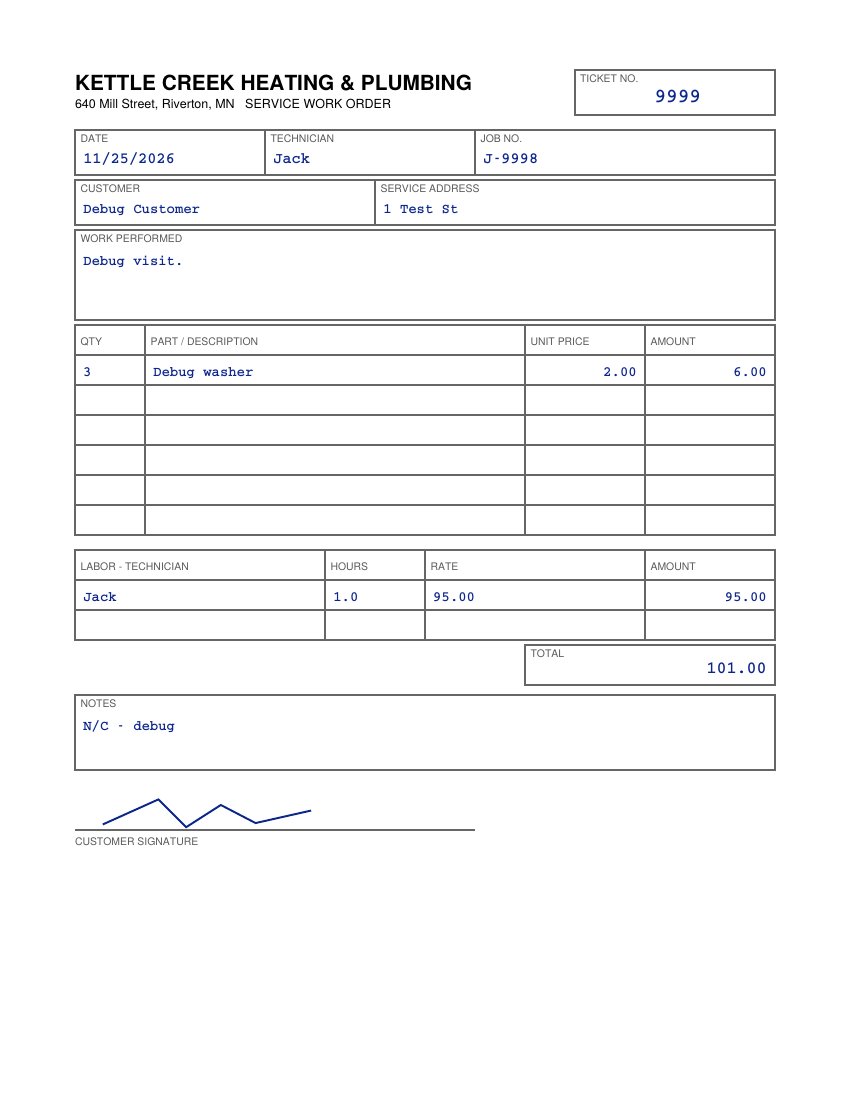 KETTLE CREEK HEATING & PLUMBING
640 Mill Street, Riverton, MN SERVICE WORK ORDER
TICKET NO.
9999
DATE TECHNICIAN JOB NO.
11/25/2026 Jack J-9998
CUSTOMER SERVICE ADDRESS
Debug Customer 1 Test St
WORK PERFORMED
Debug visit.
QTY PART / DESCRIPTION UNIT PRICE AMOUNT
3 Debug washer 2.00 6.00
LABOR - TECHNICIAN HOURS RATE AMOUNT
Jack 1.0 95.00 95.00
TOTAL
101.00
NOTES
N/C - debug
CUSTOMER SIGNATURE